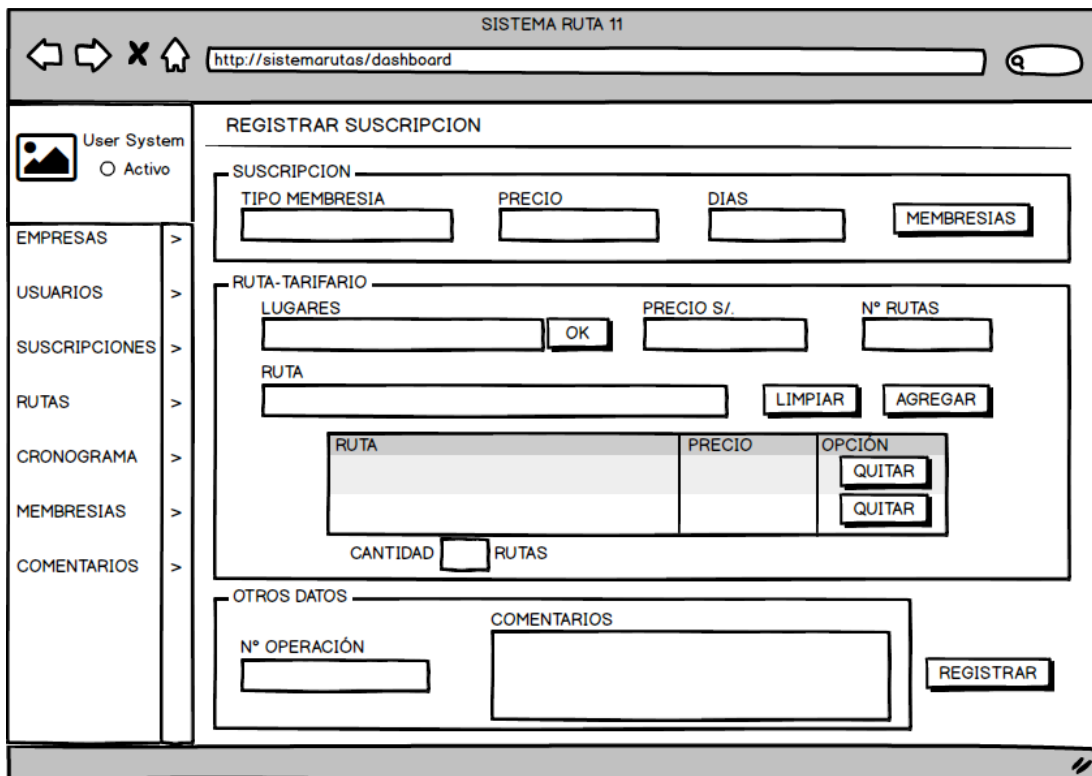 SISTEMA RUTA 11
http://sistemarutas/dashboard
User System
Activo
EMPRESAS >
USUARIOS >
SUSCRIPCIONES >
RUTAS >
CRONOGRAMA >
MEMBRESIAS >
COMENTARIOS >
REGISTRAR SUSCRIPCION
SUSCRIPCION
TIPO MEMBRESIA PRECIO DIAS
MEMBRESIAS
RUTA-TARIFARIO
LUGARES PRECIO S/. Nº RUTAS
OK
RUTA
LIMPIAR AGREGAR
RUTA PRECIO OPCIÓN
QUITAR
QUITAR
CANTIDAD RUTAS
OTROS DATOS
COMENTARIOS
Nº OPERACIÓN
REGISTRAR